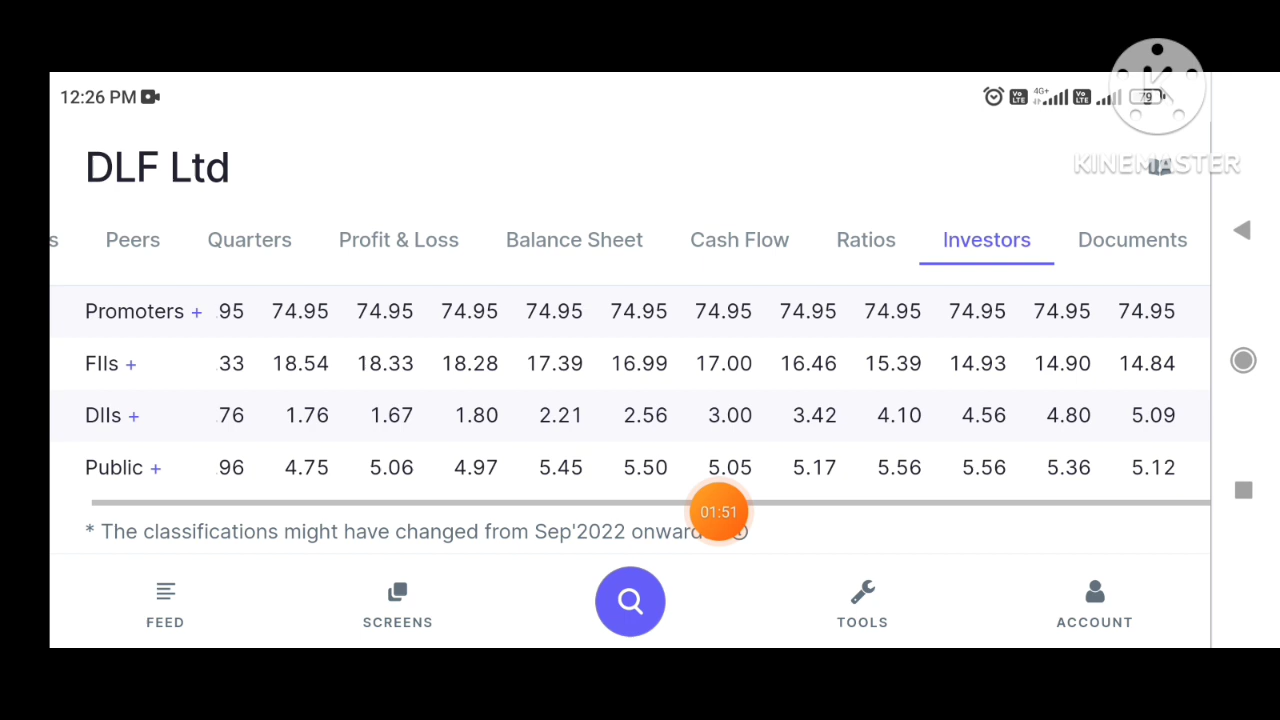 12:26 PM
Vo LTE 4G+ Vo LTE 79
KINEMASTER
DLF Ltd
s Peers Quarters Profit & Loss Balance Sheet Cash Flow Ratios Investors Documents
Promoters + .95 74.95 74.95 74.95 74.95 74.95 74.95 74.95 74.95 74.95 74.95 74.95
FIIs + .33 18.54 18.33 18.28 17.39 16.99 17.00 16.46 15.39 14.93 14.90 14.84
DIIs + .76 1.76 1.67 1.80 2.21 2.56 3.00 3.42 4.10 4.56 4.80 5.09
Public + .96 4.75 5.06 4.97 5.45 5.50 5.05 5.17 5.56 5.56 5.36 5.12
01:51
* The classifications might have changed from Sep'2022 onward
FEED SCREENS TOOLS ACCOUNT